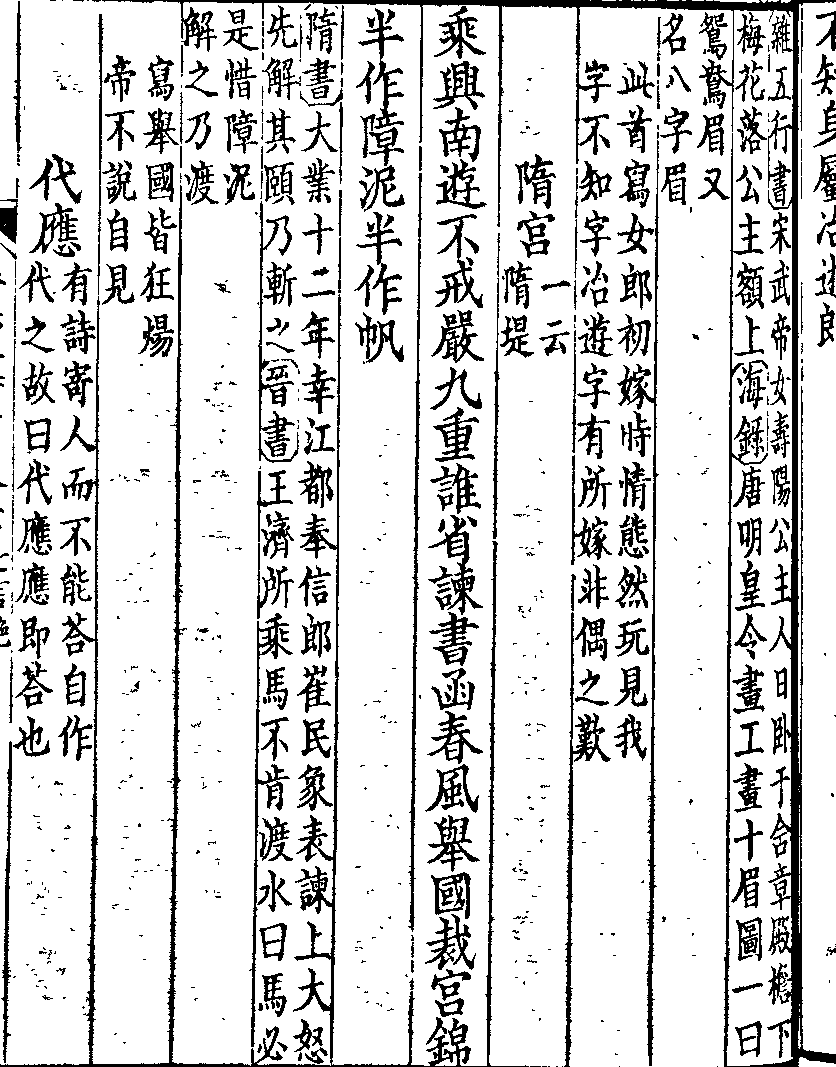 不知身屬冶遊郎
雜五行書宋武帝女壽陽公主人日卧于含章殿檐下
梅花落公主額上海錄唐明皇令畫工畫十眉圖一曰
鴛鴦眉又
名八字眉
此首寫女郎初嫁時情態然玩見我
字不知字冶遊字有所嫁非偶之歎
隋宮
一云
隋堤
乘興南遊不戒嚴九重誰省諫書函春風舉國裁宮錦
半作障泥半作帆
隋書大業十二年幸江都奉信郎崔民象表諫上大怒
先解其頤乃斬之晉書王濟所乘馬不肯渡水曰馬必
是惜障泥
解之乃渡
寫舉國皆狂煬
帝不說自見
代應
有詩寄人而不能荅自作
代之故曰代應應即荅也